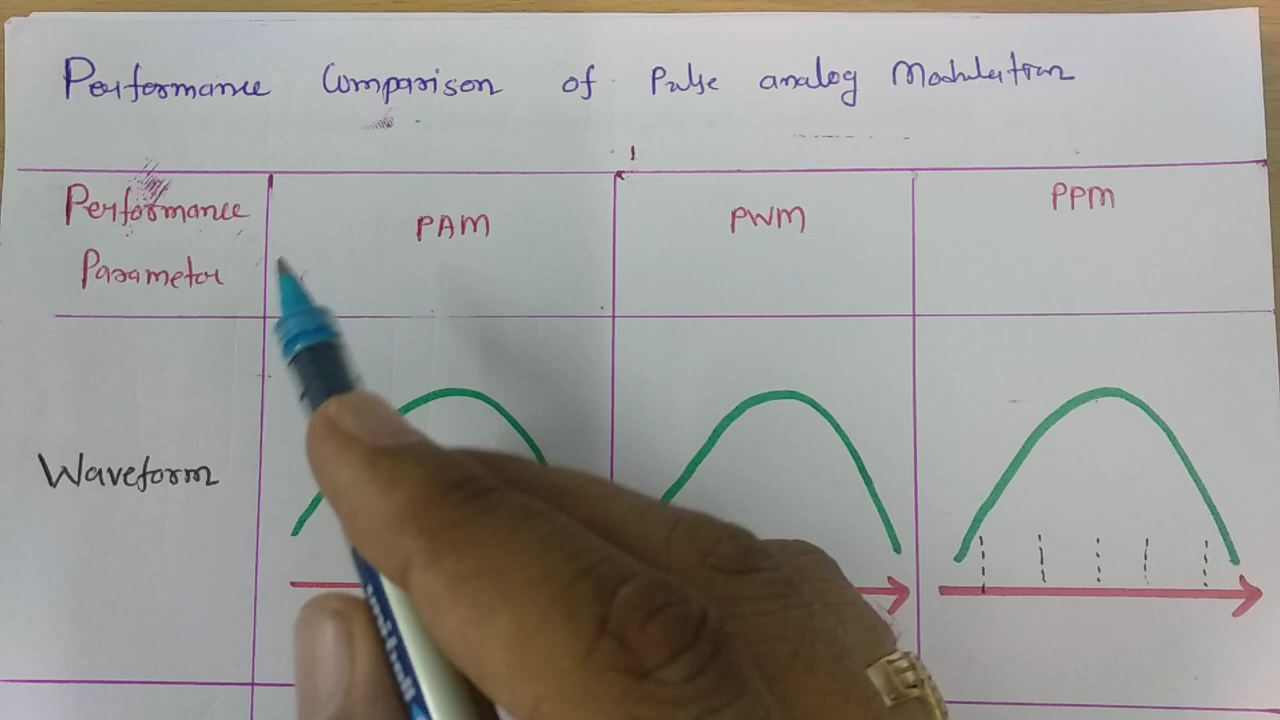 Performance Comparison of Pulse analog Modulation
Performance
Parameter
PAM
PWM
PPM
Waveform